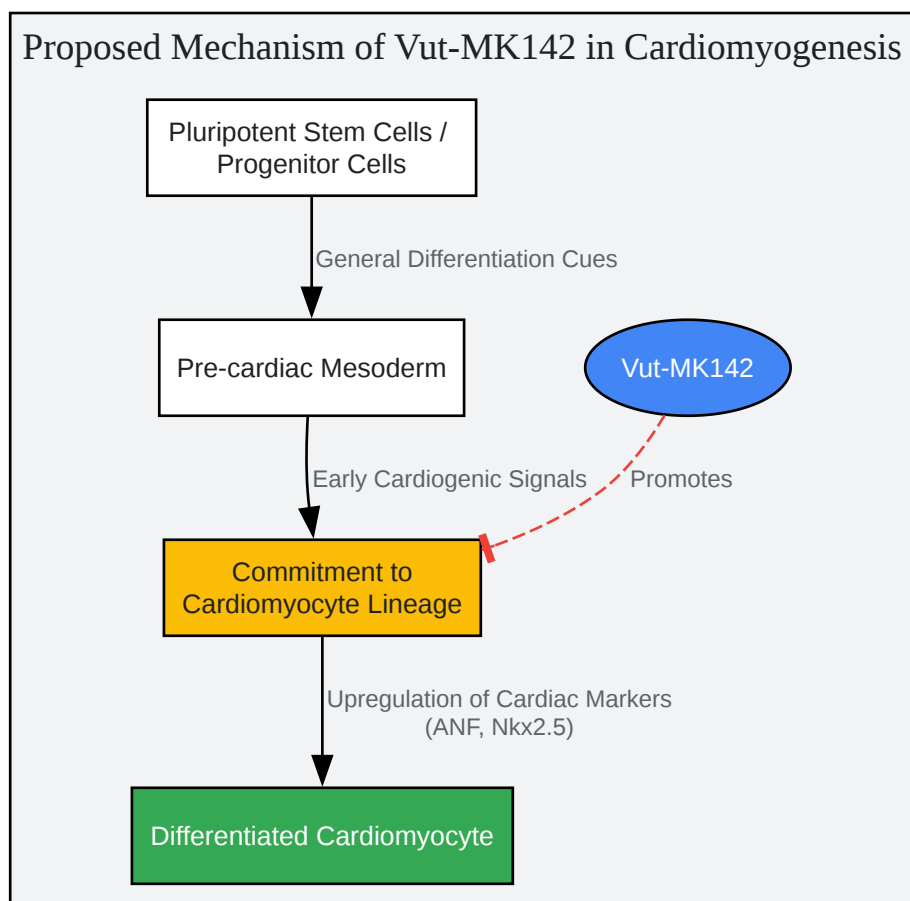 Proposed Mechanism of Vut-MK142 in Cardiomyogenesis
Pluripotent Stem Cells /
Progenitor Cells
General Differentiation Cues
Pre-cardiac Mesoderm
Vut-MK142
Early Cardiogenic Signals
Promotes
Commitment to
Cardiomyocyte Lineage
Upregulation of Cardiac Markers
(ANF, Nkx2.5)
Differentiated Cardiomyocyte